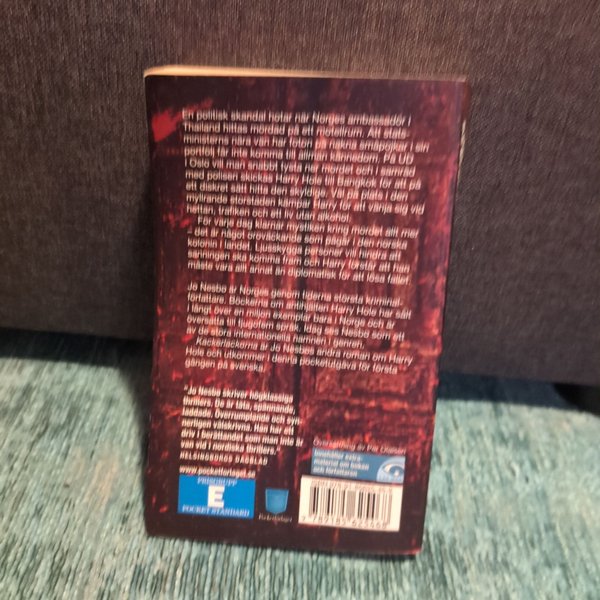 En politisk skandal hotar när Norges ambassadör i
Thailand hittas mördad på ett motellrum. Att stats-
ministerns nära vän har foton på nakna småpojkar i sin
portfölj får inte komma till allmän kännedom. På UD
i Oslo vill man snabbt tysta ner mordet och i samråd
med polisen skickas Harry Hole till Bangkok för att på
ett diskret sätt hitta den skyldige. Väl på plats i den
myllrande storstaden kämpar Harry för att vänja sig vid
hettan, trafiken och ett liv utan alkohol.
För varje dag klarnar mystiken kring mordet allt mer
det är något oroväckande som pågår i den norska
kolonin i landet. Ljusskygga personer vill hindra att
sanningen ska komma fram och Harry förstår att han
måste vara allt annat än diplomatisk för att lösa fallet.
Jo Nesbø är Norges genom tiderna största kriminal-
författare. Böckerna om antihjälten Harry Hole har sålt
långt över en miljon exemplar bara i Norge och är
översatta till tjugofem språk. Idag ses Nesbø som ett
av de stora internationella namnen i genren.
Kackerlackorna är Jo Nesbøs andra roman om Harry
Hole och utkommer i denna pocketutgåva för första
gången på svenska.
"Jo Nesbø skriver högklassiga
thrillers. De är täta, spännande,
laddade. Överrumplande och syn-
nerligen välskrivna. Han har ett
driv i berättandet som man inte är
van vid i nordiska thrillers."
HELSINGBORGS DAGBLAD
www.pocketforlaget.se
Översättning av Per Olaisen
Innehåller extra-
material om boken
och författaren
PRISGRUPP
E
POCKET STANDARD
Pocketförlaget